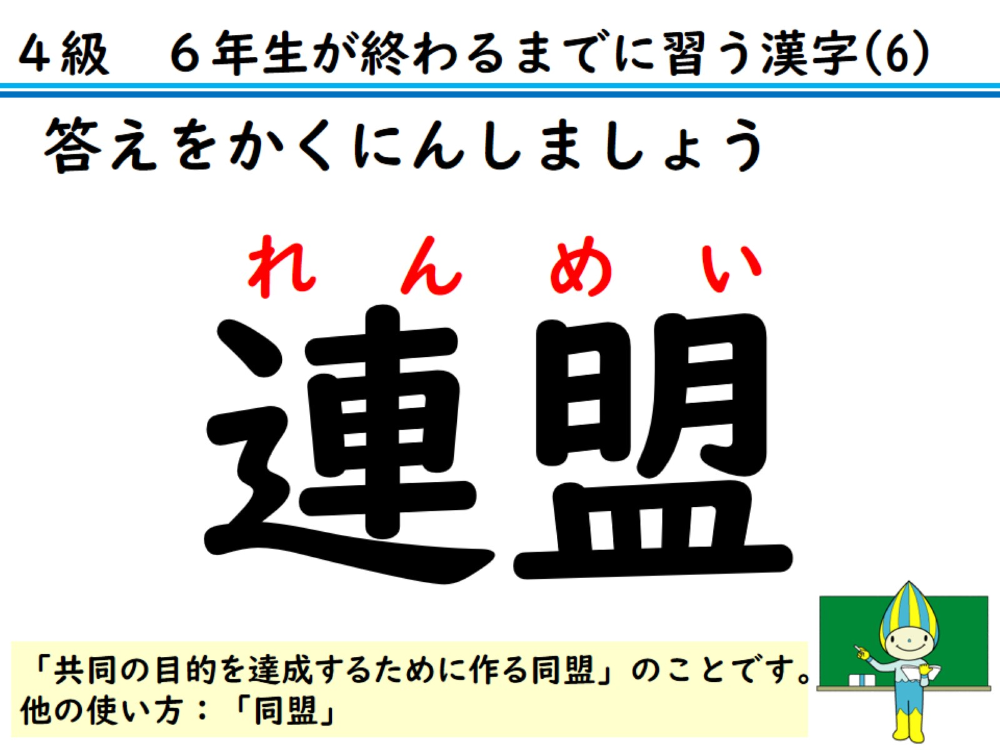 ４級　６年生が終わるまでに習う漢字(6)
答えをかくにんしましょう
れんめい
連盟
「共同の目的を達成するために作る同盟」のことです。
他の使い方：「同盟」